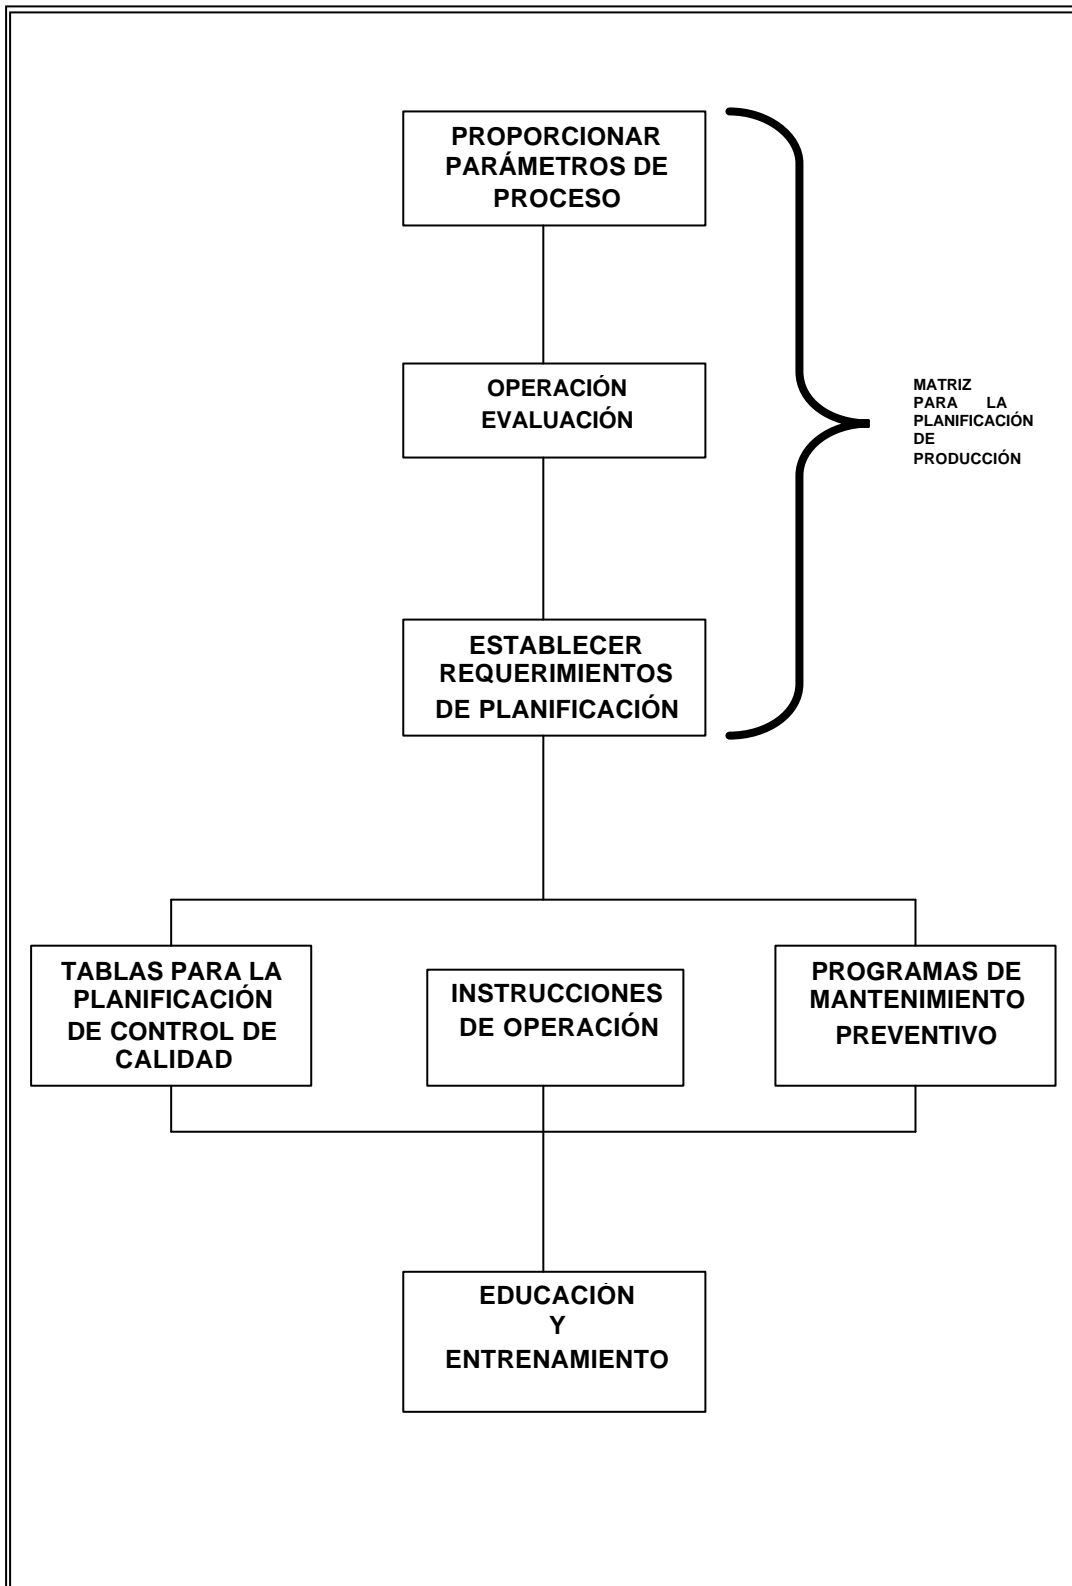 PROPORCIONAR
PARÁMETROS DE
PROCESO
OPERACIÓN
EVALUACIÓN
MATRIZ
PARA LA
PLANIFICACIÓN
DE
PRODUCCIÓN
ESTABLECER
REQUERIMIENTOS
DE PLANIFICACIÓN
TABLAS PARA LA
PLANIFICACIÓN
DE CONTROL DE
CALIDAD
INSTRUCCIONES
DE OPERACIÓN
PROGRAMAS DE
MANTENIMIENTO
PREVENTIVO
EDUCACIÓN
Y
ENTRENAMIENTO